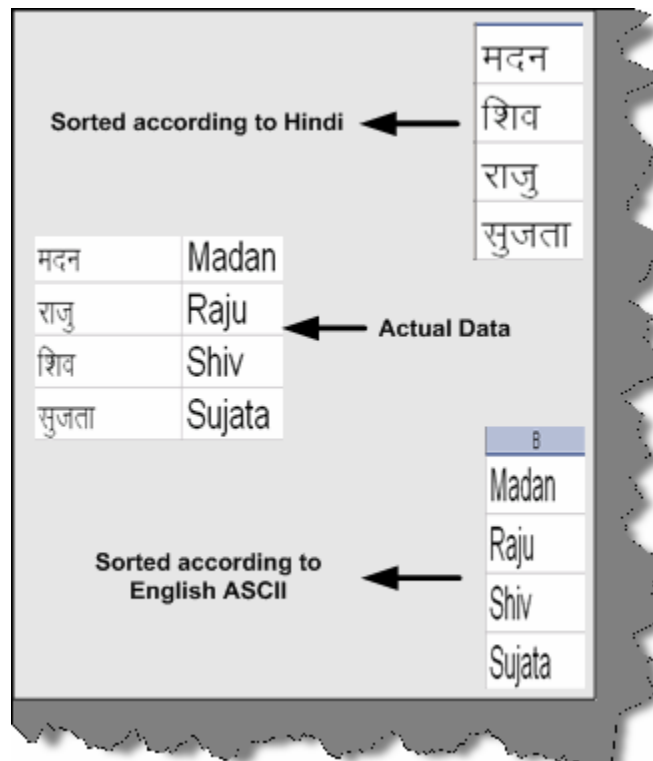 मदन
शिव
राजु
सुजता
Sorted according to Hindi
मदन Madan
राजु Raju
शिव Shiv
सुजता Sujata
Actual Data
B
Madan
Raju
Shiv
Sujata
Sorted according to
English ASCII